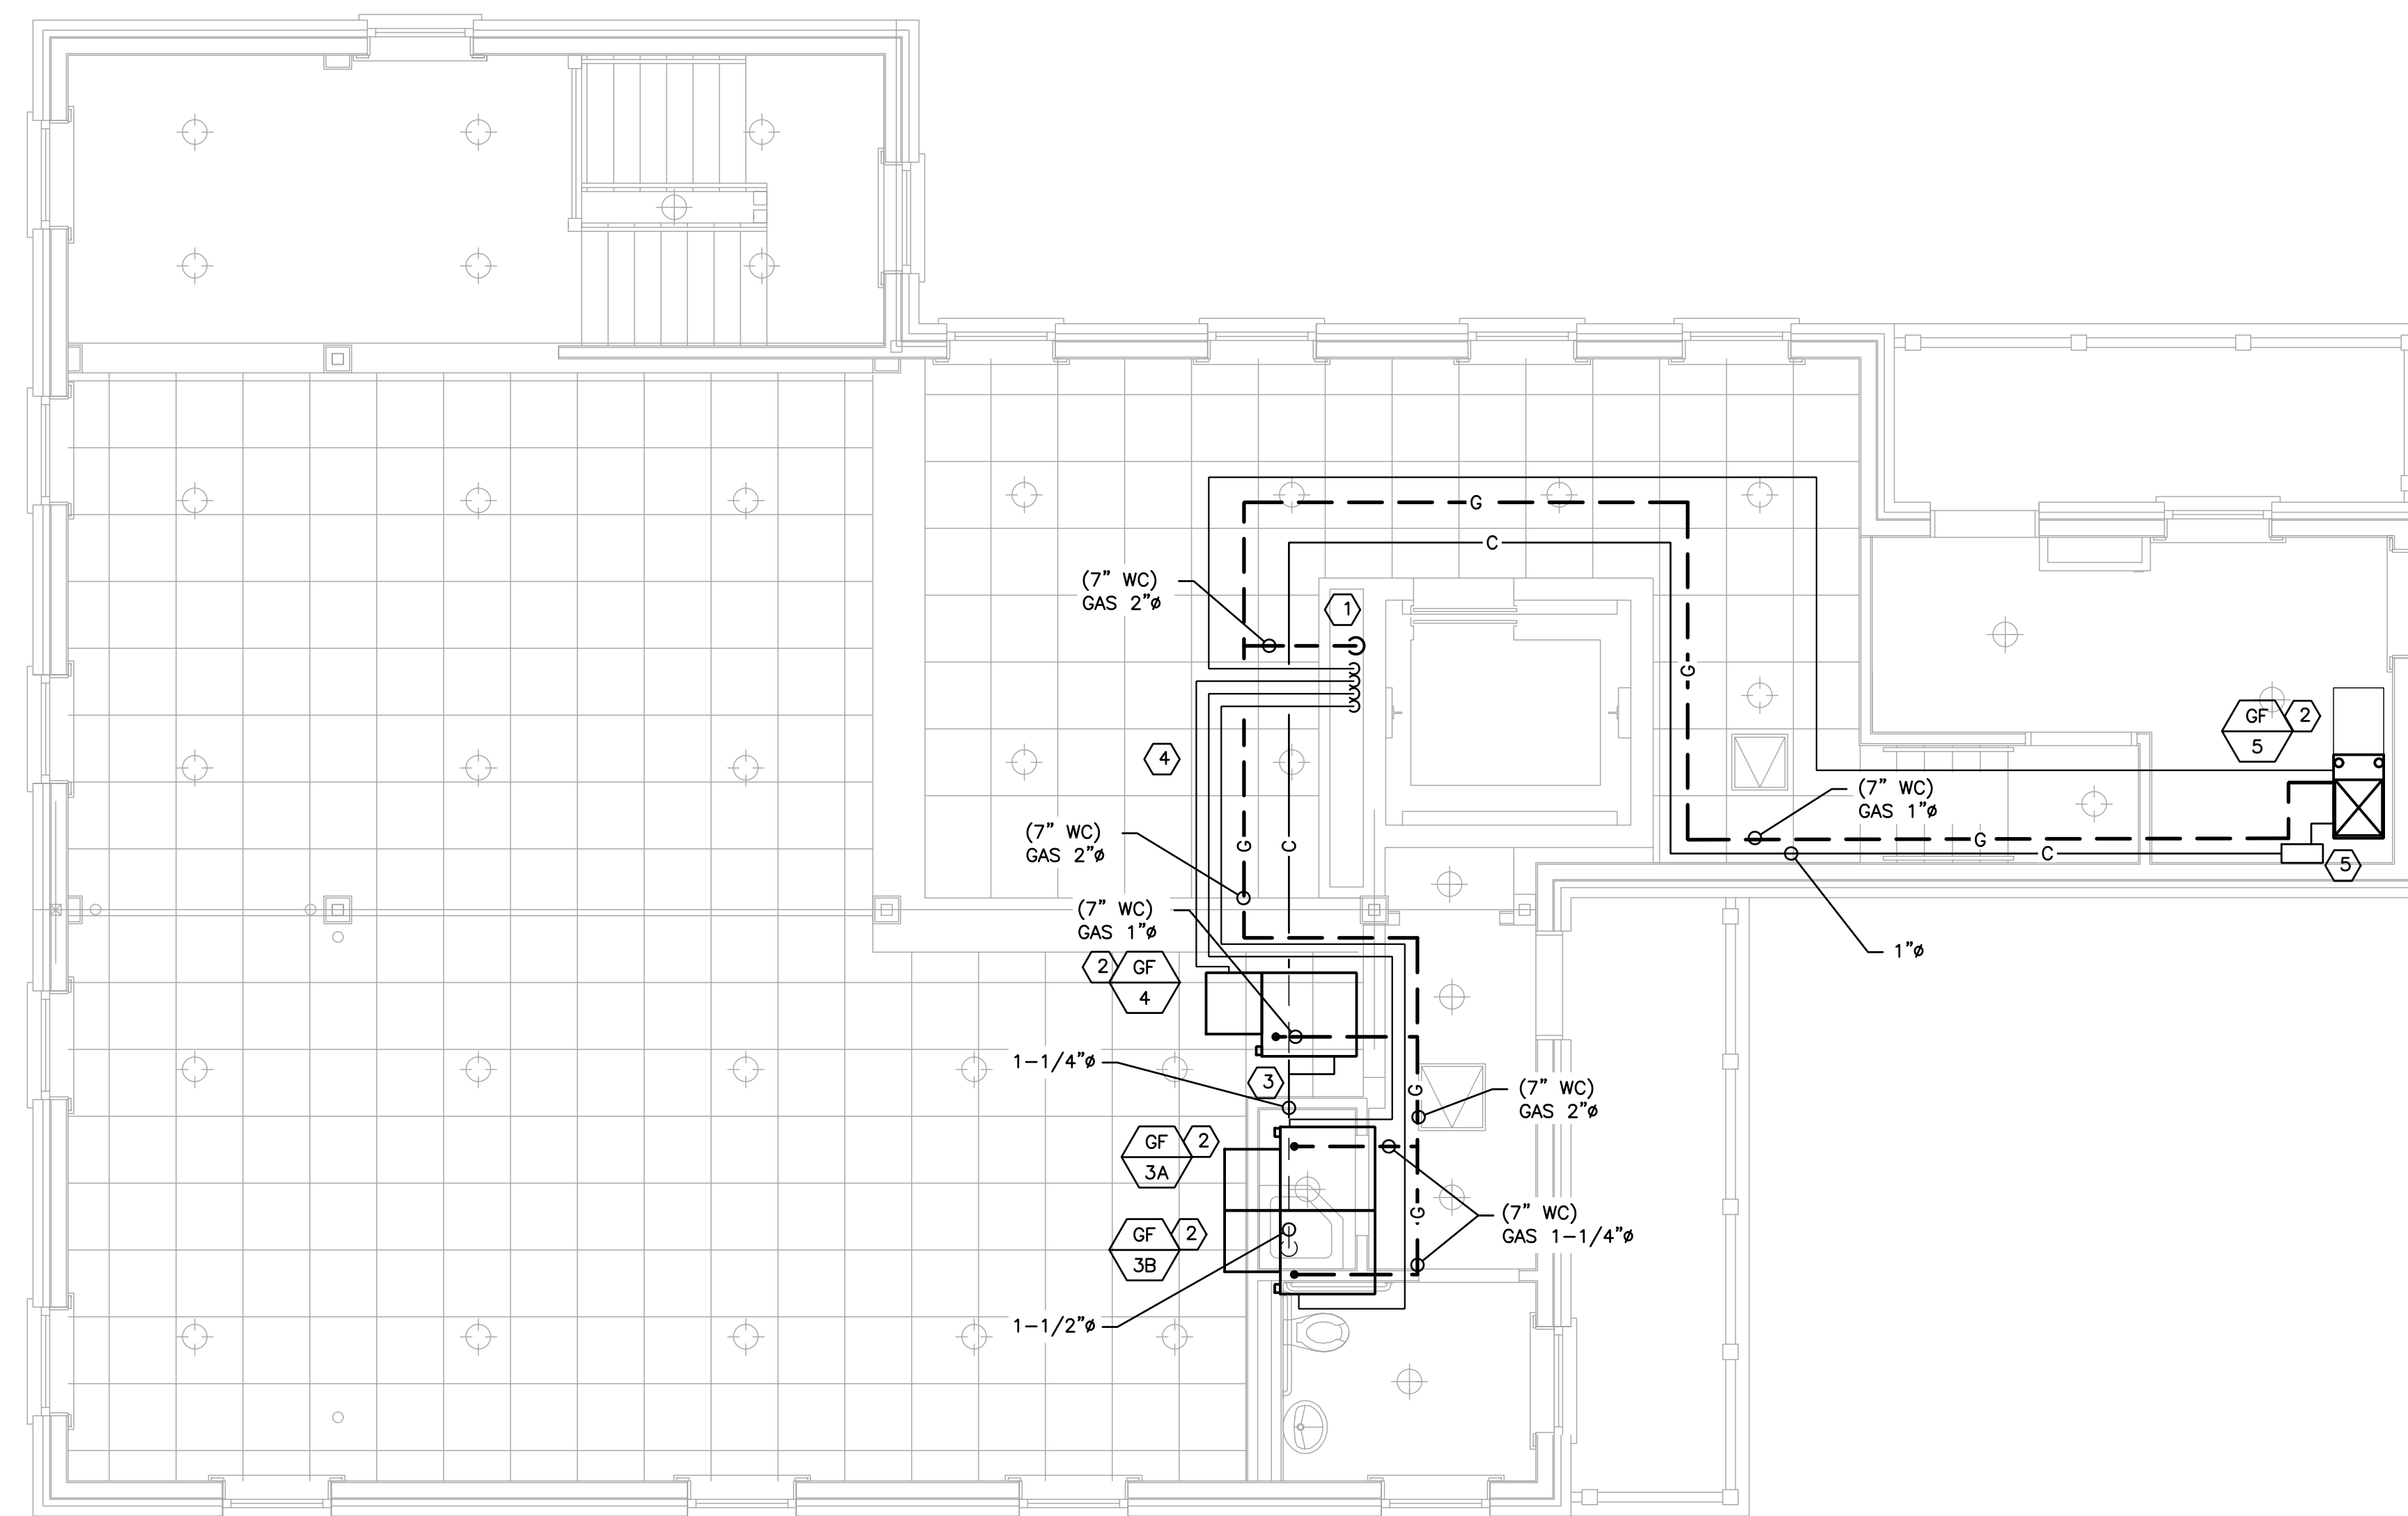 G
C
(7" WC)
GAS 2"ø
1
G
GF
5
2
4
(7" WC)
GAS 1"ø
(7" WC)
GAS 2"ø
G
C
G
C
5
(7" WC)
GAS 1"ø
1"ø
2
GF
4
1-1/4"ø
3
G
(7" WC)
GAS 2"ø
GF
3A
2
G
(7" WC)
GAS 1-1/4"ø
GF
3B
2
C
1-1/2"ø